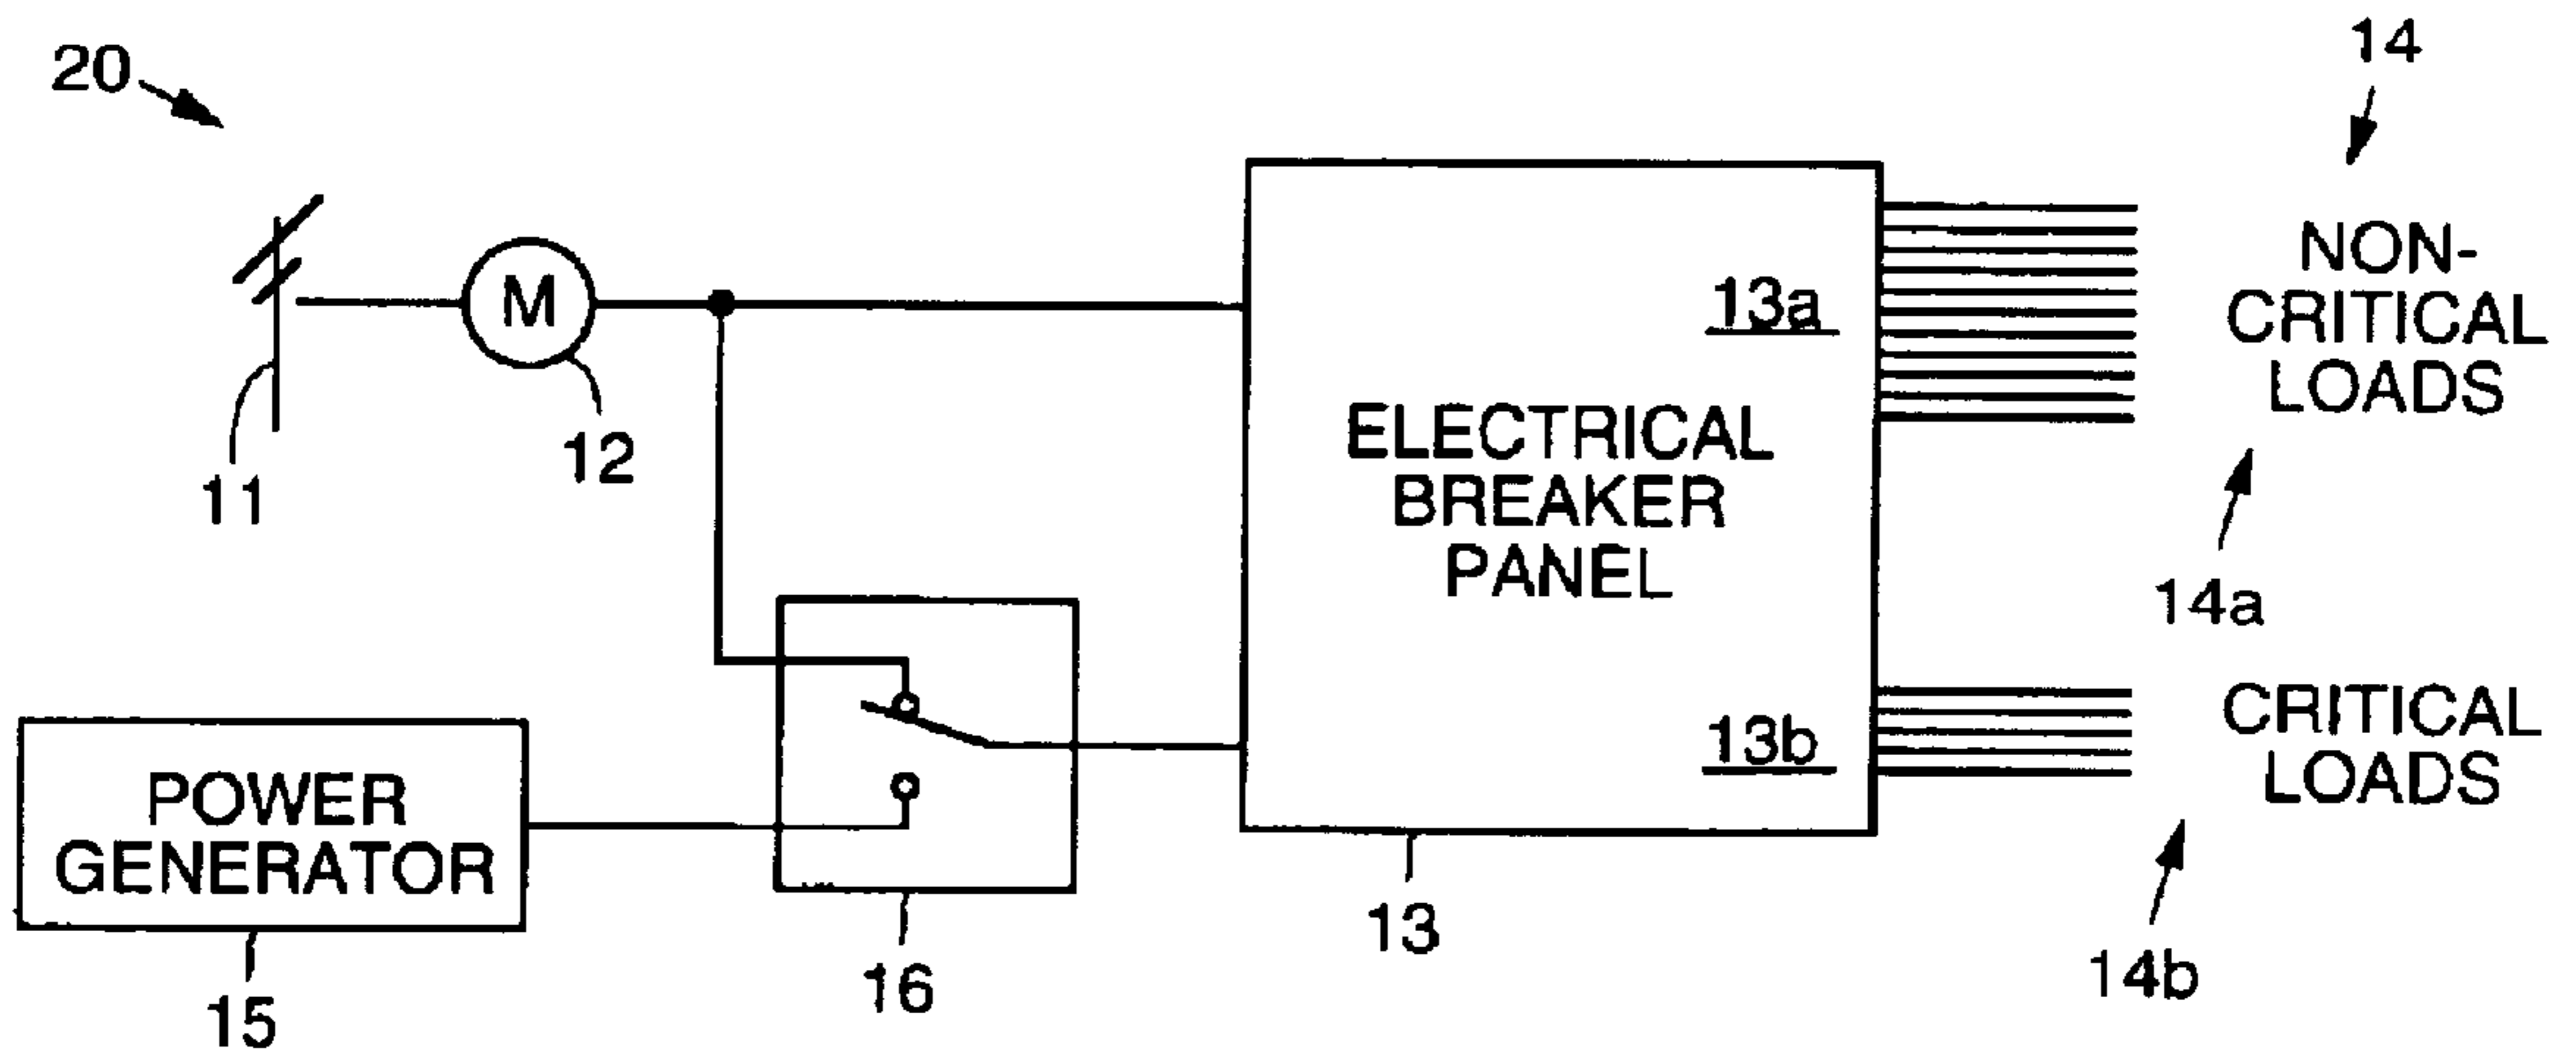 20
14
M
NON-
CRITICAL
LOADS
13a
12
11
ELECTRICAL
BREAKER
PANEL
14a
13b
CRITICAL
LOADS
POWER
GENERATOR
13
14b
16
15